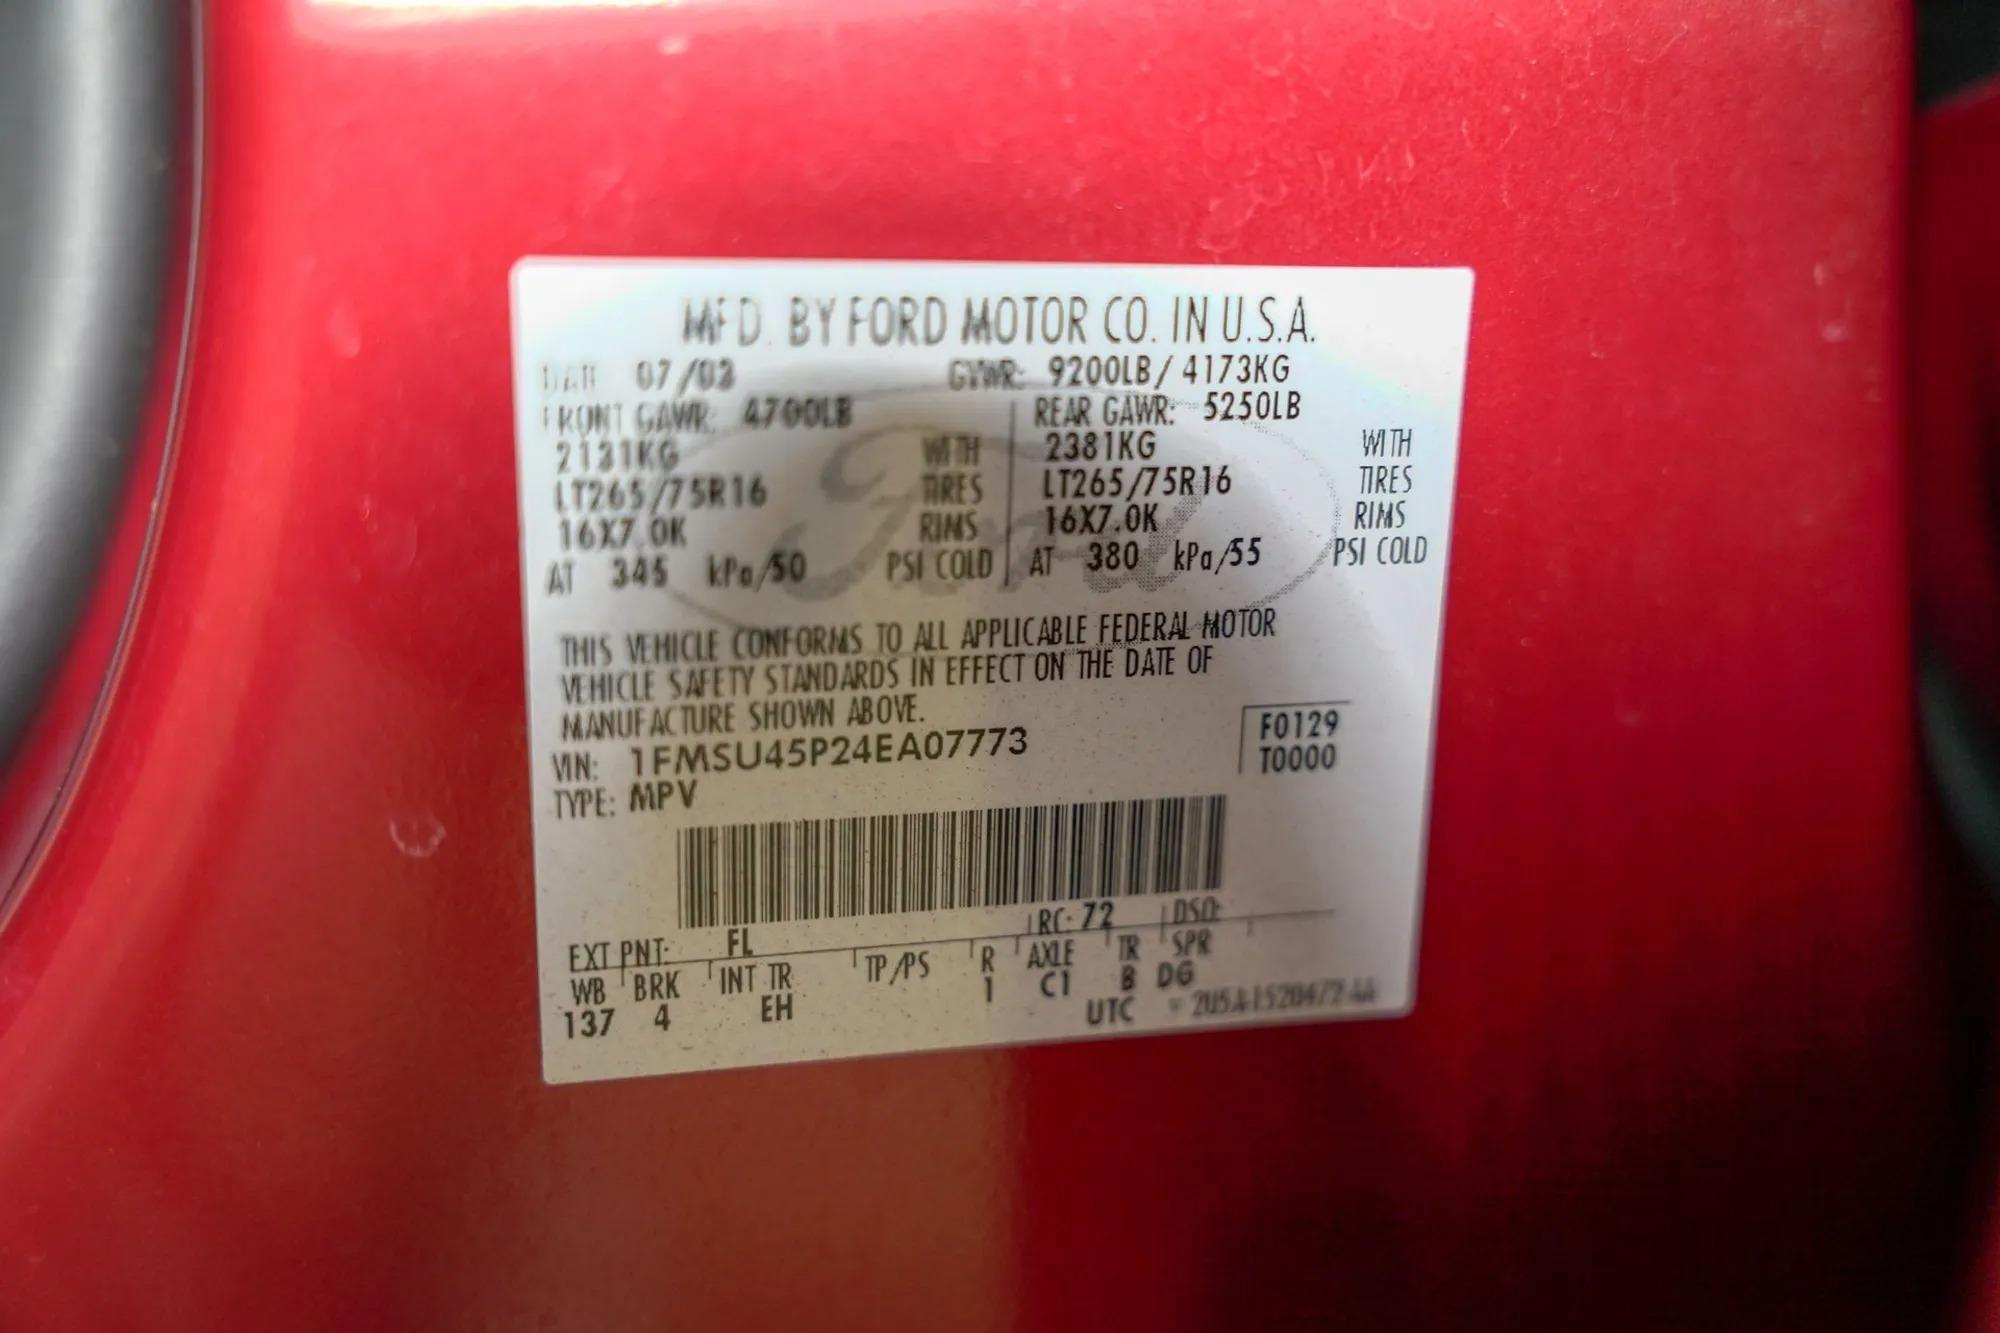 MFD. BY FORD MOTOR CO. IN U.S.A.
DATE 07/03 GVWR: 9200LB/ 4173KG
FRONT GAWR: 4700LB REAR GAWR: 5250LB
2131KG WITH 2381KG WITH
LT265/75R16 TIRES LT265/75R16 TIRES
16X7.0K RIMS 16X7.0K RIMS
AT 345 kPa/50 PSI COLD AT 380 kPa/55 PSI COLD
Ford
THIS VEHICLE CONFORMS TO ALL APPLICABLE FEDERAL MOTOR
VEHICLE SAFETY STANDARDS IN EFFECT ON THE DATE OF
MANUFACTURE SHOWN ABOVE.
VIN: 1FMSU45P24EA07773 F0129
TYPE: MPV T0000
EXT PNT: FL RC: 72 DSO:
WB BRK INT TR TP/PS R AXLE TR SPR
137 4 EH 1 C1 B DG
UTC